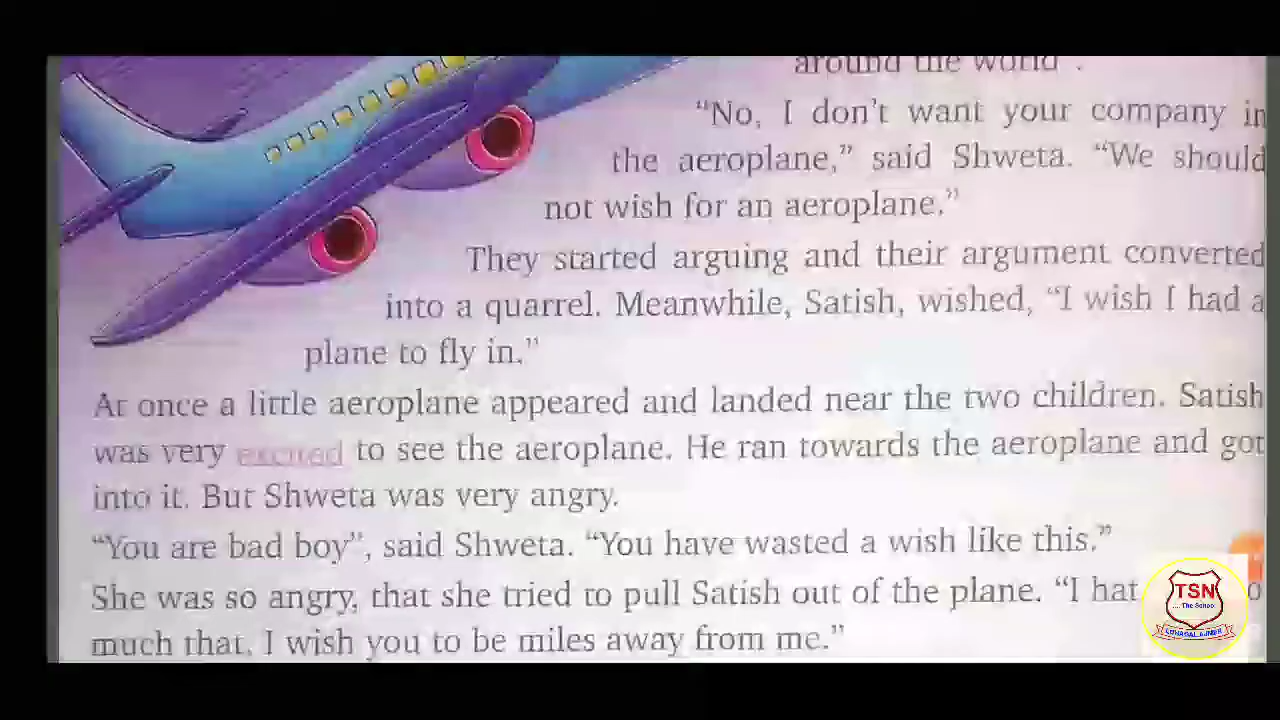 around the world".
"No, I don't want your company in
the aeroplane," said Shweta. "We should
not wish for an aeroplane."
They started arguing and their argument converted
into a quarrel. Meanwhile, Satish, wished, "I wish I had a
plane to fly in."
At once a little aeroplane appeared and landed near the two children. Satish
was very excited to see the aeroplane. He ran towards the aeroplane and got
into it. But Shweta was very angry.
"You are bad boy", said Shweta. "You have wasted a wish like this."
She was so angry, that she tried to pull Satish out of the plane. "I hat
much that, I wish you to be miles away from me."
TSN
.... The School
LOHAGAL AJMER